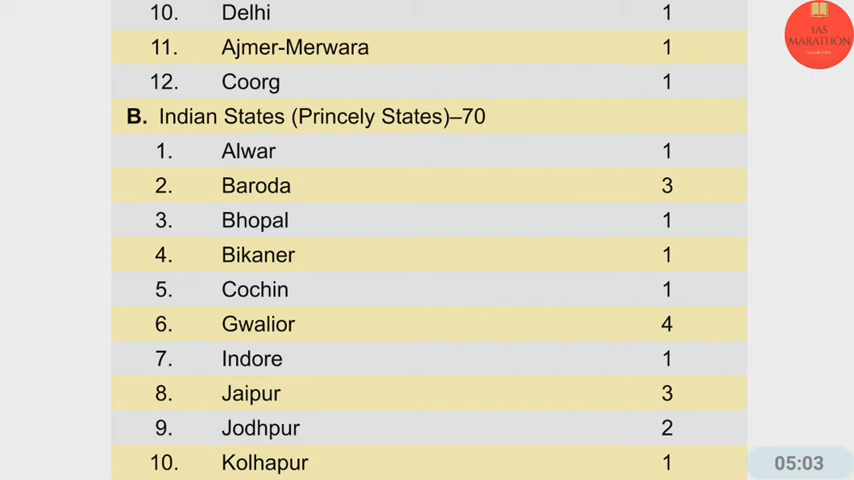 10. Delhi 1
11. Ajmer-Merwara 1
12. Coorg 1
B. Indian States (Princely States)–70
1. Alwar 1
2. Baroda 3
3. Bhopal 1
4. Bikaner 1
5. Cochin 1
6. Gwalior 4
7. Indore 1
8. Jaipur 3
9. Jodhpur 2
10. Kolhapur 1
IAS
MARATHON
05:03